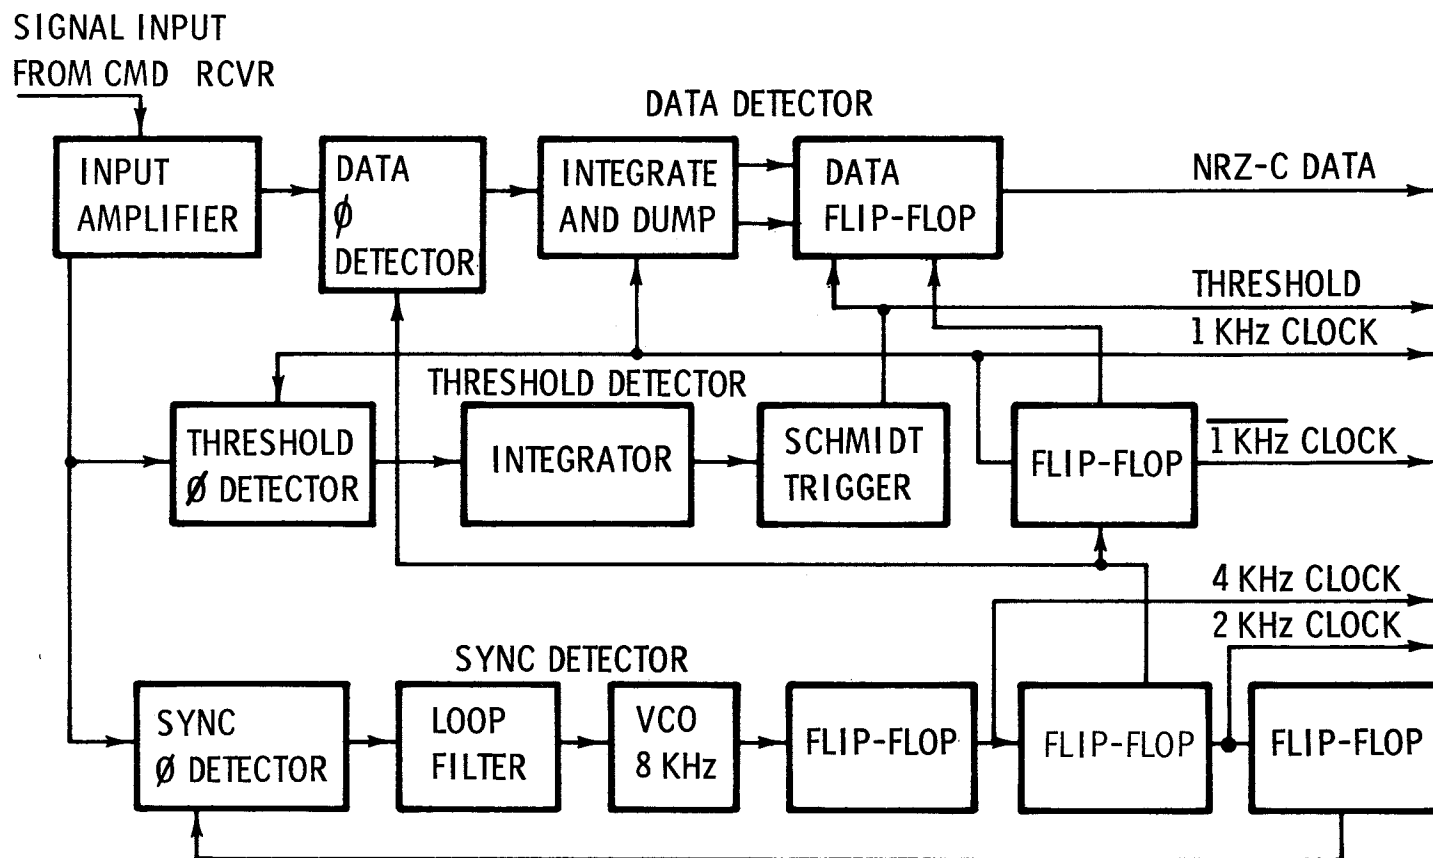 SIGNAL INPUT
FROM CMD RCVR
DATA DETECTOR
INPUT
AMPLIFIER
DATA
Ø
DETECTOR
INTEGRATE
AND DUMP
DATA
FLIP-FLOP
NRZ-C DATA
THRESHOLD
1 KHz CLOCK
THRESHOLD DETECTOR
THRESHOLD
Ø DETECTOR
INTEGRATOR
SCHMIDT
TRIGGER
FLIP-FLOP
1 KHz CLOCK
4 KHz CLOCK
2 KHz CLOCK
SYNC DETECTOR
SYNC
Ø DETECTOR
LOOP
FILTER
VCO
8 KHz
FLIP-FLOP
FLIP-FLOP
FLIP-FLOP